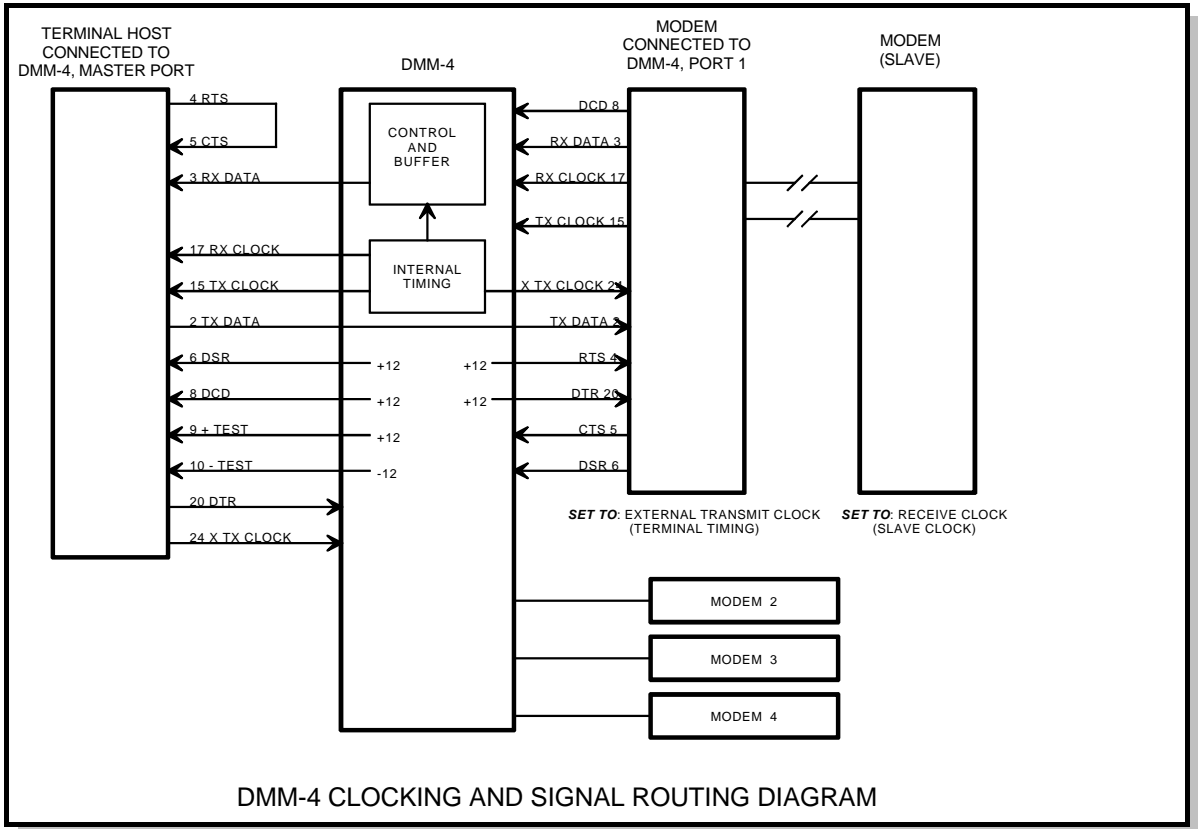 TERMINAL HOST
CONNECTED TO
DMM-4, MASTER PORT
DMM-4
MODEM
CONNECTED TO
DMM-4, PORT 1
MODEM
(SLAVE)
4 RTS
5 CTS
3 RX DATA
17 RX CLOCK
15 TX CLOCK
2 TX DATA
6 DSR
8 DCD
9 + TEST
10 - TEST
20 DTR
24 X TX CLOCK
CONTROL
AND
BUFFER
INTERNAL
TIMING
+12
+12
+12
-12
+12
+12
DCD 8
RX DATA 3
RX CLOCK 17
TX CLOCK 15
X TX CLOCK 24
TX DATA 2
RTS 4
DTR 20
CTS 5
DSR 6
SET TO: EXTERNAL TRANSMIT CLOCK
(TERMINAL TIMING)
SET TO: RECEIVE CLOCK
(SLAVE CLOCK)
MODEM 2
MODEM 3
MODEM 4
DMM-4 CLOCKING AND SIGNAL ROUTING DIAGRAM